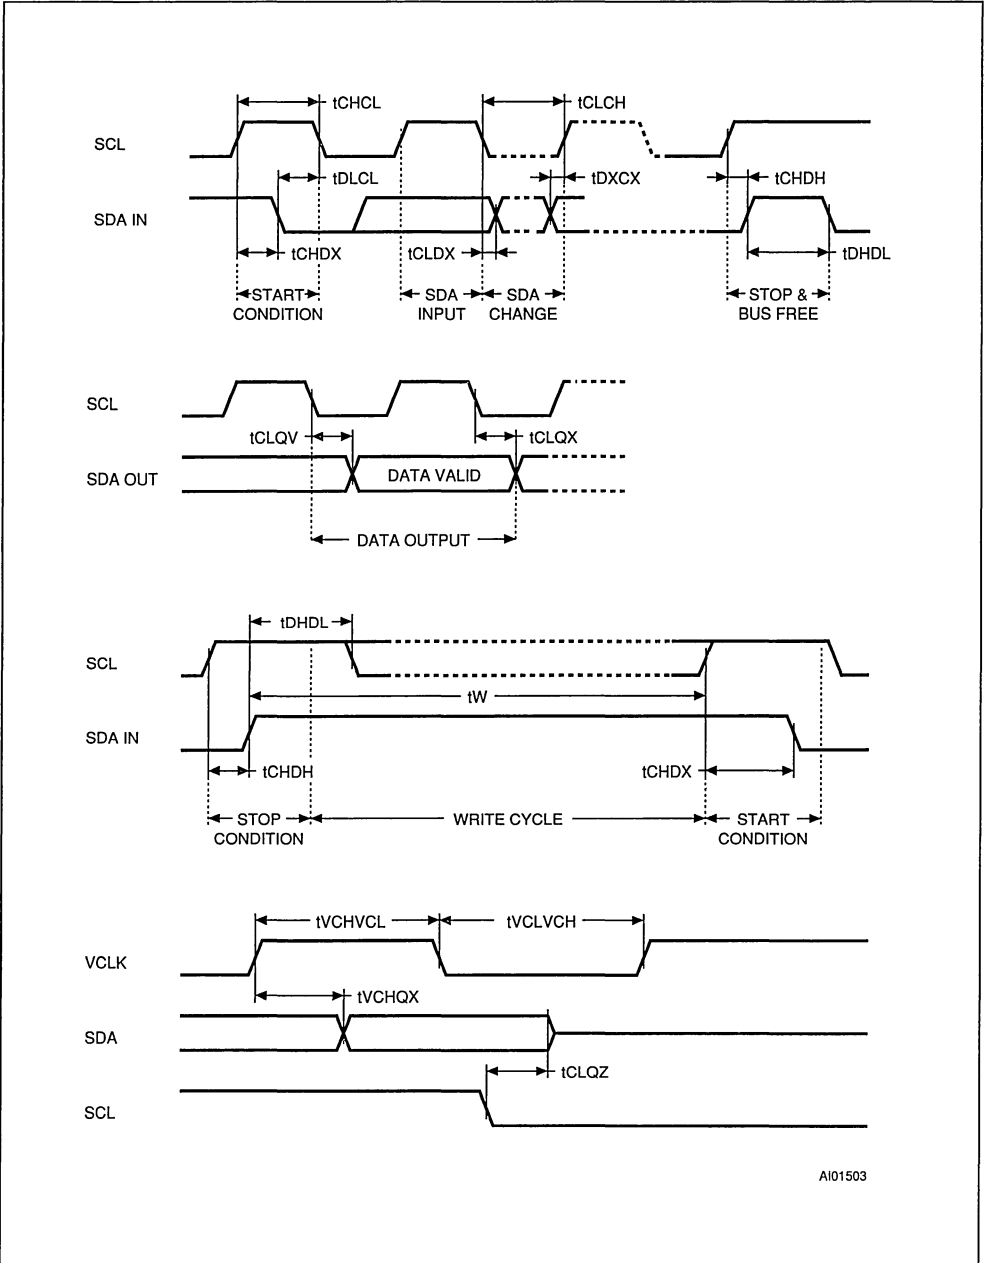 tCHCL
tCLCH
SCL
tDLCL
tDXCX
tCHDH
SDA IN
tCHDX
tCLDX
tDHDL
START
CONDITION
SDA
INPUT
SDA
CHANGE
STOP &
BUS FREE
SCL
tCLQV
tCLQX
SDA OUT
DATA VALID
DATA OUTPUT
tDHDL
SCL
tW
SDA IN
tCHDH
tCHDX
STOP
CONDITION
WRITE CYCLE
START
CONDITION
tVCHVCL
tVCLVCH
VCLK
tVCHQX
SDA
tCLQZ
SCL
AI01503